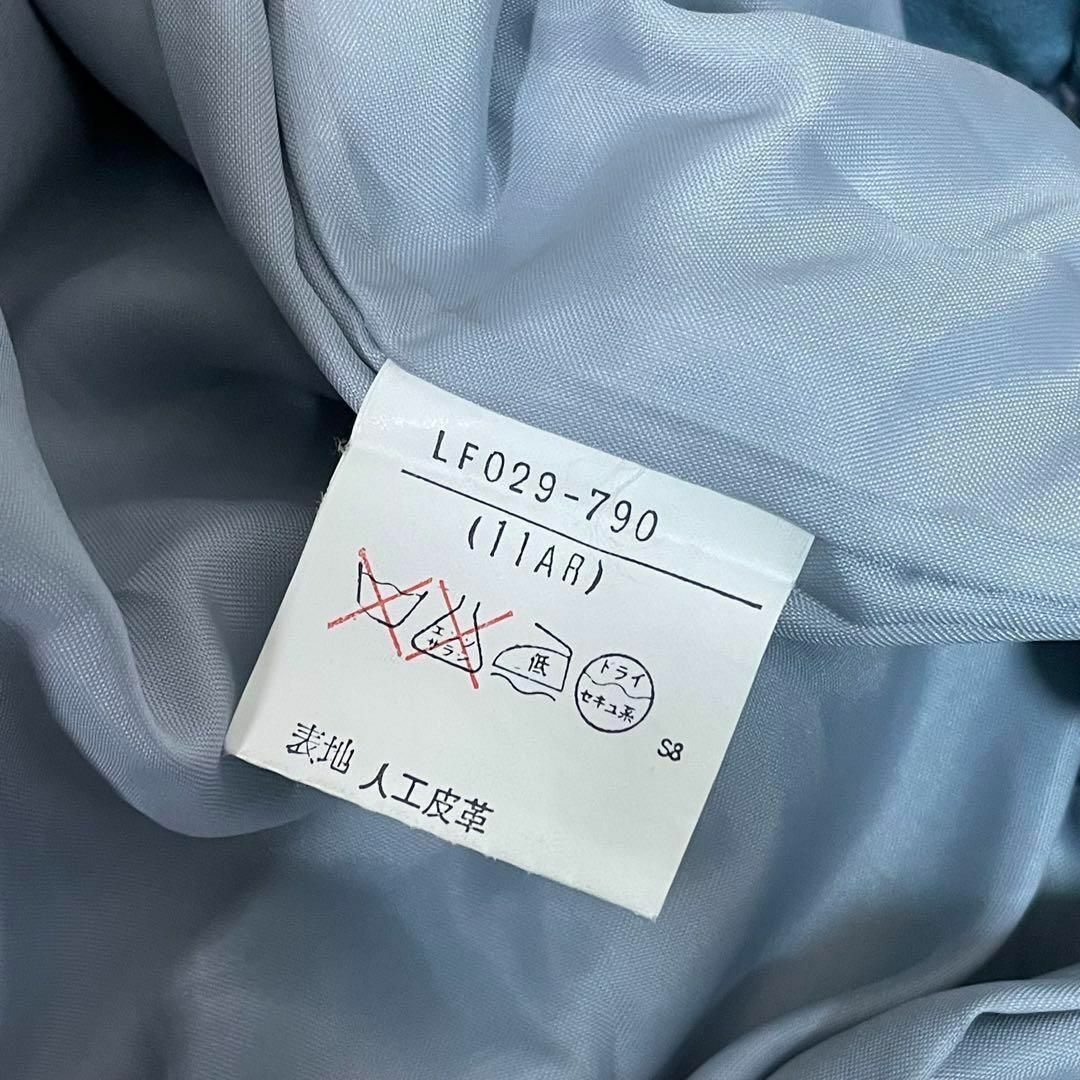 LF029-790
(11AR)
エンソ
サラシ
低
ドライ
セキユ系
S8
表地 人工皮革